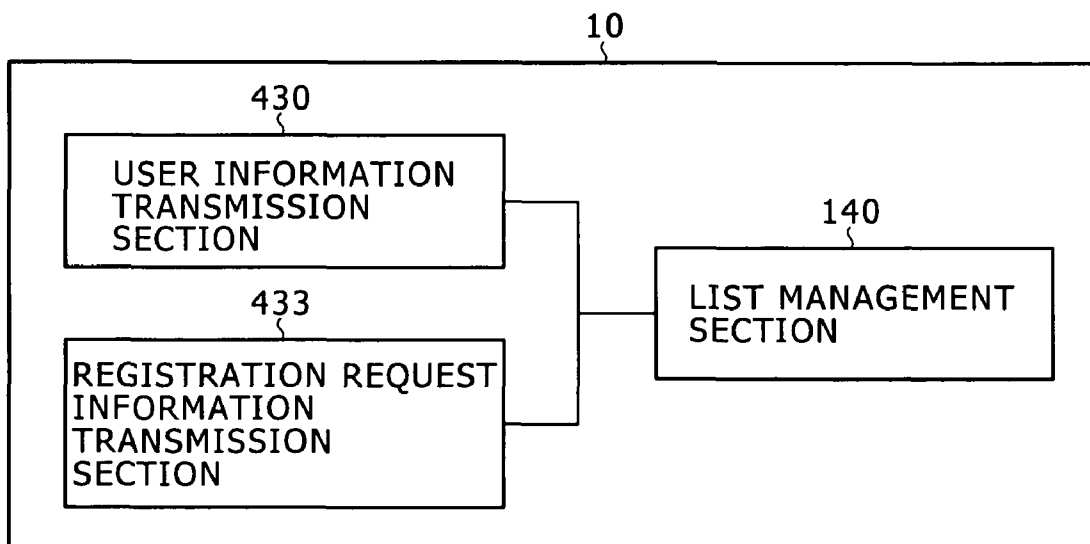 10
430
USER INFORMATION
TRANSMISSION
SECTION
140
LIST MANAGEMENT
SECTION
433
REGISTRATION REQUEST
INFORMATION
TRANSMISSION
SECTION